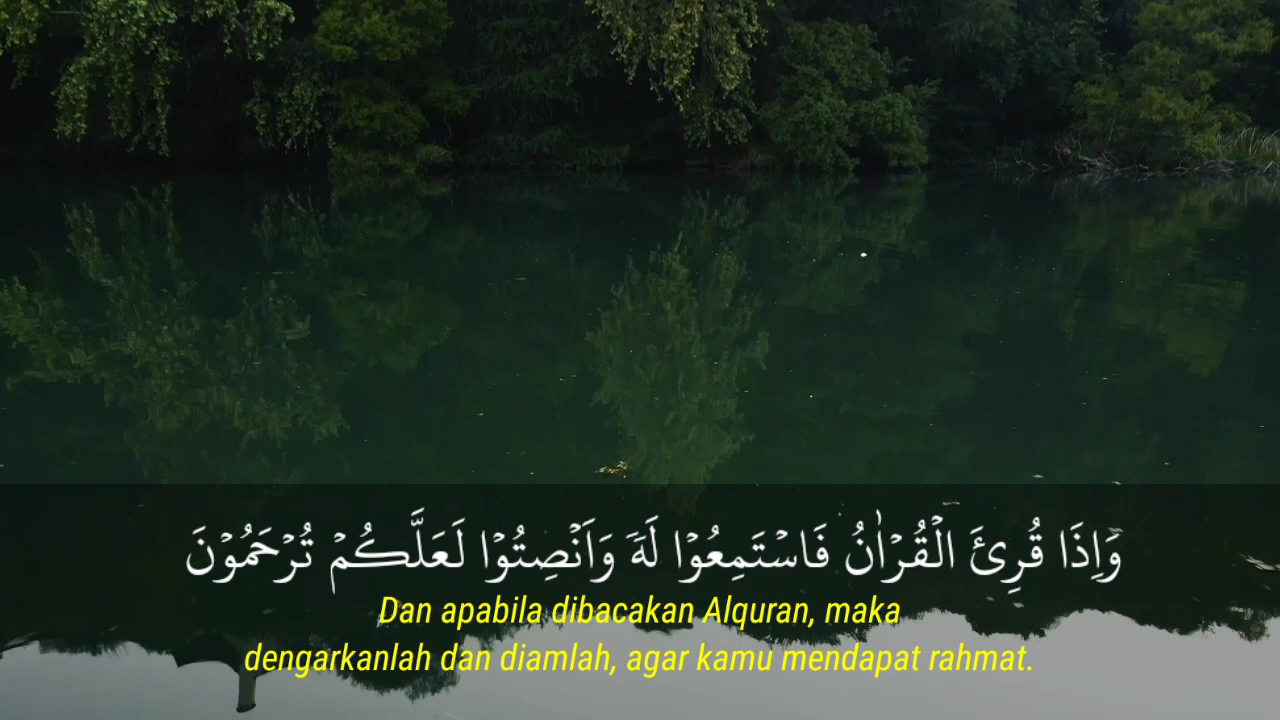 وَاِذَا قُرِئَ الْقُرْاٰنُ فَاسْتَمِعُوْا لَهٗ وَاَنْصِتُوْا لَعَلَّكُمْ تُرْحَمُوْنَ
Dan apabila dibacakan Alquran, maka
dengarkanlah dan diamlah, agar kamu mendapat rahmat.